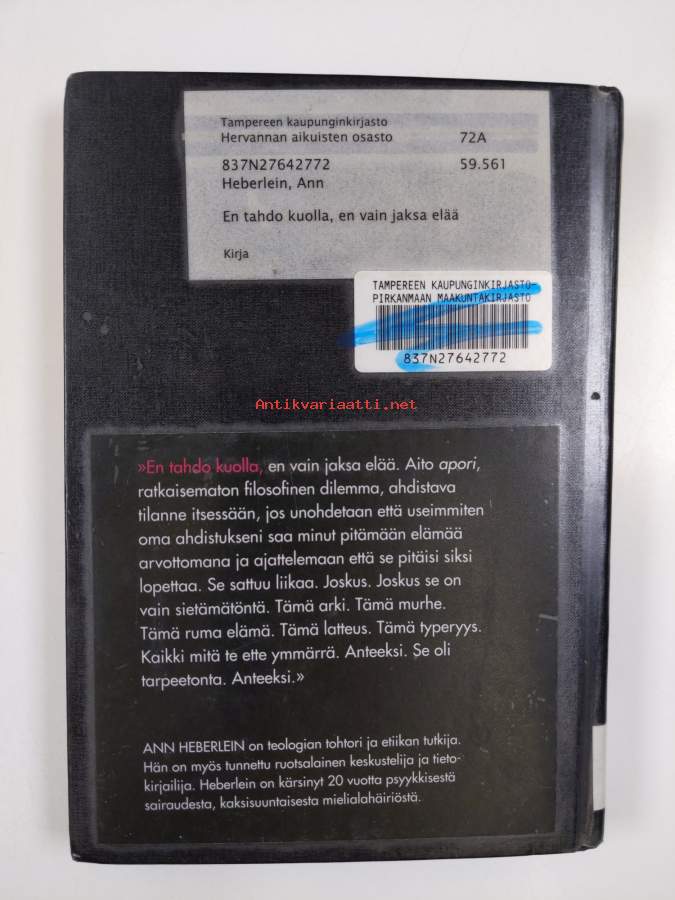 Tampereen kaupunginkirjasto
Hervannan aikuisten osasto 72A
837N27642772 59.561
Heberlein, Ann
En tahdo kuolla, en vain jaksa elää
Kirja
TAMPEREEN KAUPUNGINKIRJASTO-
PIRKANMAAN MAAKUNTAKIRJASTO
837N27642772
Antikvariaatti.net
»En tahdo kuolla, en vain jaksa elää. Aito apori,
ratkaisematon filosofinen dilemma, ahdistava
tilanne itsessään, jos unohdetaan että useimmiten
oma ahdistukseni saa minut pitämään elämää
arvottomana ja ajattelemaan että se pitäisi siksi
lopettaa. Se sattuu liikaa. Joskus. Joskus se on
vain sietämätöntä. Tämä arki. Tämä murhe.
Tämä ruma elämä. Tämä latteus. Tämä typeryys.
Kaikki mitä te ette ymmärrä. Anteeksi. Se oli
tarpeetonta. Anteeksi.»
ANN HEBERLEIN on teologian tohtori ja etiikan tutkija.
Hän on myös tunnettu ruotsalainen keskustelija ja tieto-
kirjailija. Heberlein on kärsinyt 20 vuotta psyykkisestä
sairaudesta, kaksisuuntaisesta mielialahäiriöstä.